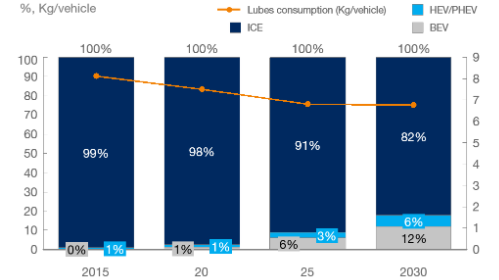 %, Kg/vehicle
Lubes consumption (Kg/vehicle)
HEV/PHEV
ICE
BEV
100% 100% 100% 100%
100
90
80
70
60
50
40
30
20
10
0
9
8
7
6
5
4
3
2
1
0
99% 98% 91% 82%
0% 1% 1% 1% 6% 3% 6% 12%
2015 20 25 2030